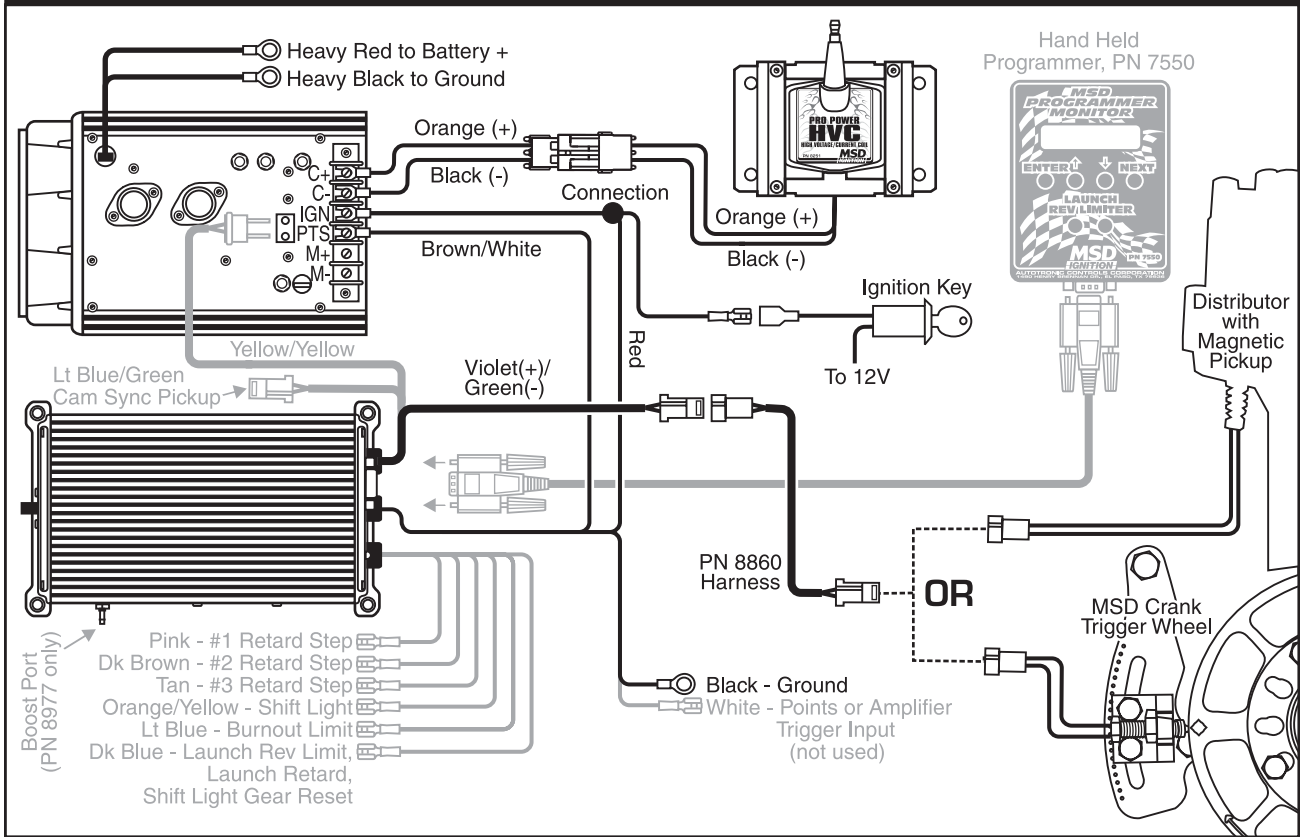 Heavy Red to Battery +
Heavy Black to Ground
Orange (+)
Black (-)
Connection
C+
C-
IGN
PTS
M+
M-
Brown/White
PRO POWER
HVC
HIGH VOLTAGE/CURRENT COIL
PN 8251
MSD
IGNITION
Orange (+)
Black (-)
Hand Held
Programmer, PN 7550
MSD
PROGRAMMER
MONITOR
ENTER
NEXT
LAUNCH
REV LIMITER
MSD
IGNITION
PN 7550
AUTOTRONIC CONTROLS CORPORATION
Ignition Key
To 12V
Red
Distributor
with
Magnetic
Pickup
Yellow/Yellow
Lt Blue/Green
Cam Sync Pickup
Violet(+)/
Green(-)
PN 8860
Harness
OR
MSD Crank
Trigger Wheel
Boost Port
(PN 8977 only)
Pink - #1 Retard Step
Dk Brown - #2 Retard Step
Tan - #3 Retard Step
Orange/Yellow - Shift Light
Lt Blue - Burnout Limit
Dk Blue - Launch Rev Limit,
Launch Retard,
Shift Light Gear Reset
Black - Ground
White - Points or Amplifier
Trigger Input
(not used)